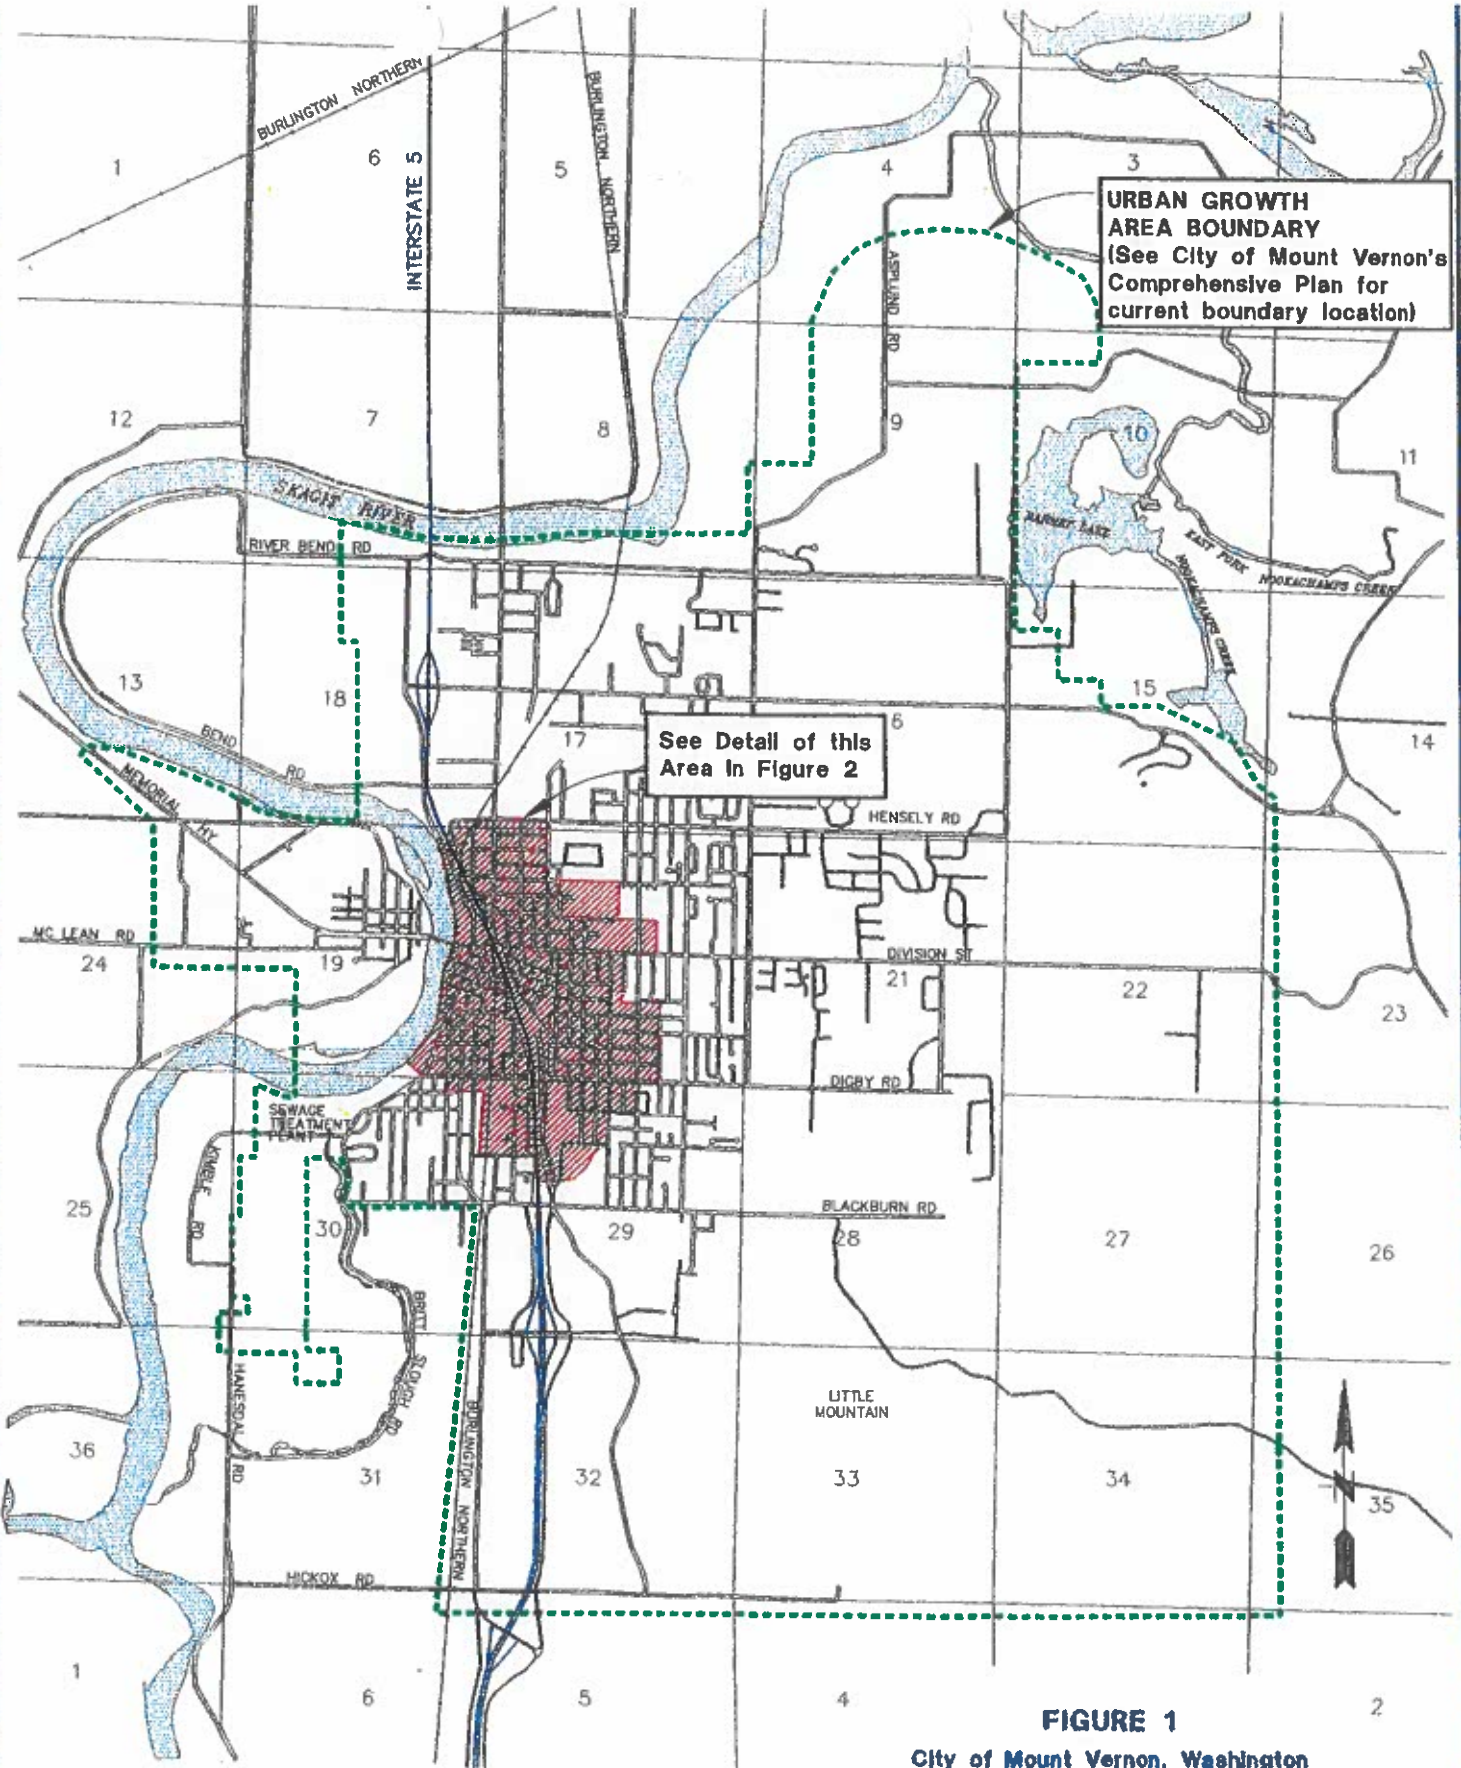 BURLINGTON NORTHERN
BURLINGTON NORTHERN
INTERSTATE 5
1
6
5
4
3
URBAN GROWTH
AREA BOUNDARY
(See City of Mount Vernon's
Comprehensive Plan for
current boundary location)
ASPLUND RD
12
7
8
9
10
11
SKAGIT RIVER
RIVER BEND RD
BARNEY LAKE
EAST FORK NOOKACHAMPS CREEK
NOOKACHAMPS CREEK
13
18
17
6
15
14
BEND RD
See Detail of this
Area in Figure 2
MEMORIAL HY
HENSELY RD
MC LEAN RD
24
19
DIVISION ST
21
22
23
DIGBY RD
SEWAGE
TREATMENT
PLANT
KIMBLE RD
25
30
29
BLACKBURN RD
28
27
26
BRITT SLOUGH RD
HANESDAL RD
BURLINGTON NORTHERN
LITTLE
MOUNTAIN
36
31
32
33
34
N
35
HICKOX RD
1
6
5
4
2
FIGURE 1
City of Mount Vernon, Washington